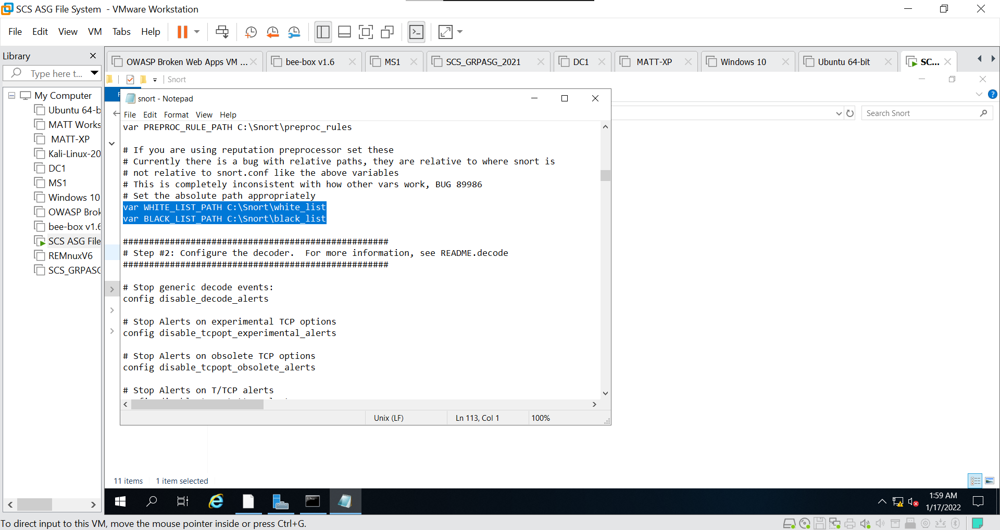 SCS ASG File System - VMware Workstation
File Edit View VM Tabs Help
Library
Type here t...
My Computer
Ubuntu 64-b
MATT Works
MATT-XP
Kali-Linux-20
DC1
MS1
Windows 10
OWASP Brok
bee-box v1.6
SCS ASG File
REMnuxV6
SCS_GRPASG
OWASP Broken Web Apps VM ...
bee-box v1.6
MS1
SCS_GRPASG_2021
DC1
MATT-XP
Windows 10
Ubuntu 64-bit
SC...
Snort
F
Search Snort
snort - Notepad
File Edit Format View Help
var PREPROC_RULE_PATH C:\Snort\preproc_rules
# If you are using reputation preprocessor set these
# Currently there is a bug with relative paths, they are relative to where snort is
# not relative to snort.conf like the above variables
# This is completely inconsistent with how other vars work, BUG 89986
# Set the absolute path appropriately
var WHITE_LIST_PATH C:\Snort\white_list
var BLACK_LIST_PATH C:\Snort\black_list
###################################################
# Step #2: Configure the decoder.  For more information, see README.decode
###################################################
# Stop generic decode events:
config disable_decode_alerts
# Stop Alerts on experimental TCP options
config disable_tcpopt_experimental_alerts
# Stop Alerts on obsolete TCP options
config disable_tcpopt_obsolete_alerts
# Stop Alerts on T/TCP alerts
Unix (LF) Ln 113, Col 1 100%
11 items 1 item selected
1:59 AM
1/17/2022
To direct input to this VM, move the mouse pointer inside or press Ctrl+G.